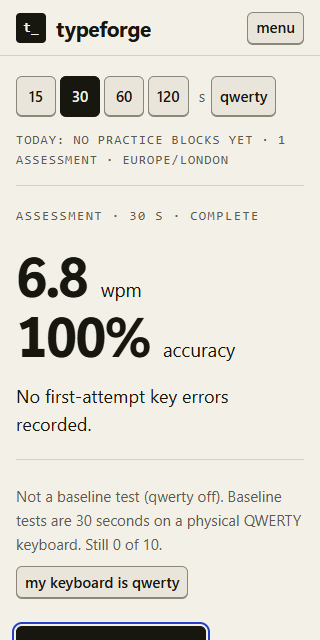 t_ typeforge menu
15 30 60 120 s qwerty
TODAY: NO PRACTICE BLOCKS YET · 1
ASSESSMENT · EUROPE/LONDON
ASSESSMENT · 30 S · COMPLETE
6.8 wpm
100% accuracy
No first-attempt key errors
recorded.
Not a baseline test (qwerty off). Baseline
tests are 30 seconds on a physical QWERTY
keyboard. Still 0 of 10.
my keyboard is qwerty